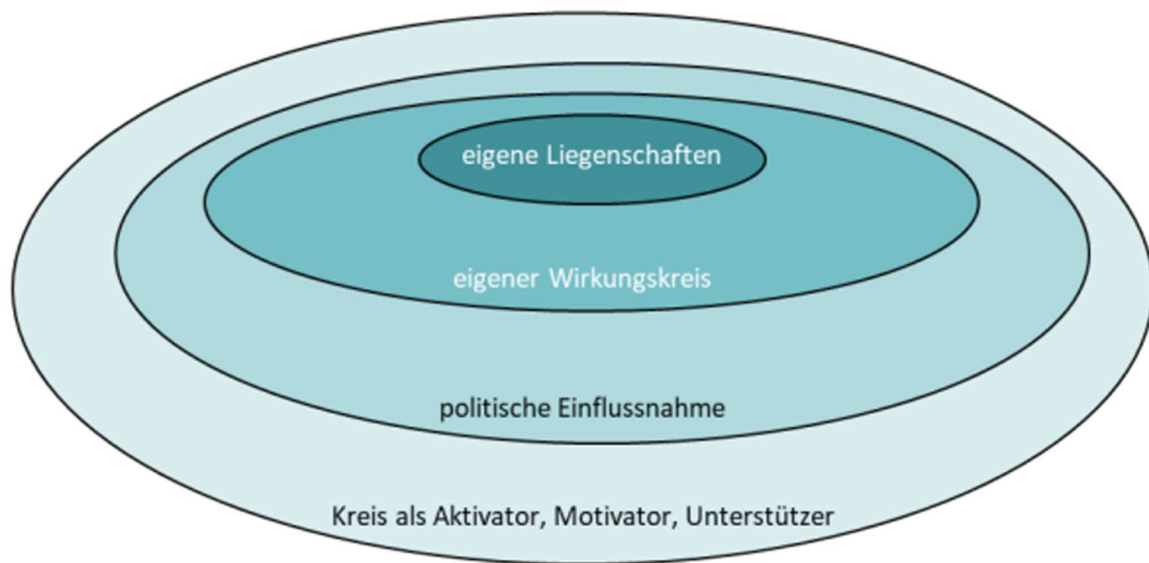 eigene Liegenschaften
eigener Wirkungskreis
politische Einflussnahme
Kreis als Aktivator, Motivator, Unterstützer